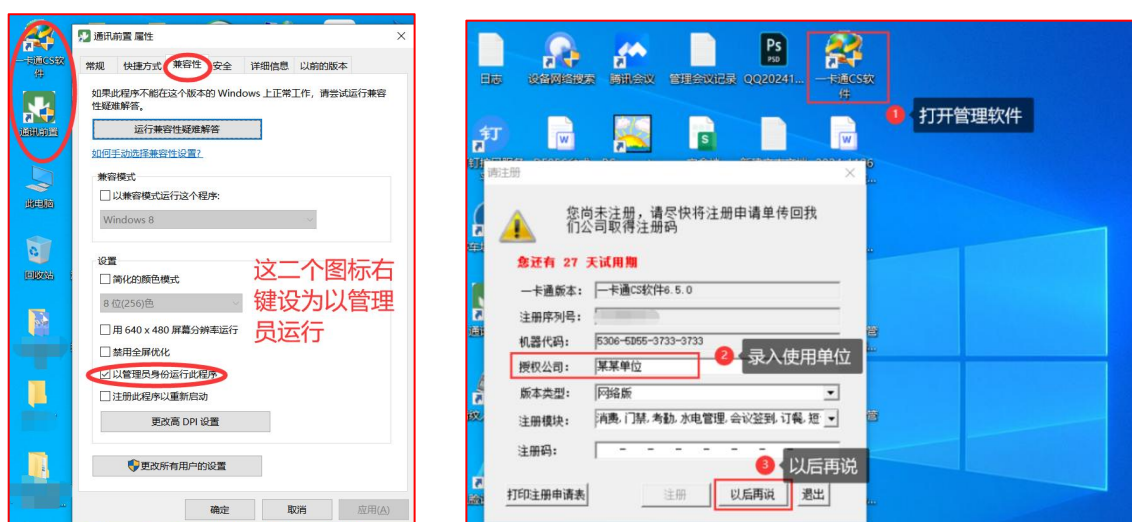 一卡通CS软
件
通讯前置
此电脑
回收站
通讯前置 属性
常规 快捷方式 兼容性 安全 详细信息 以前的版本
如果此程序不能在这个版本的 Windows 上正常工作，请尝试运行兼容
性疑难解答。
运行兼容性疑难解答
如何手动选择兼容性设置?
兼容模式
以兼容模式运行这个程序:
Windows 8
设置
简化的颜色模式
8 位(256)色
用 640 x 480 屏幕分辨率运行
禁用全屏优化
以管理员身份运行此程序
注册此程序以重新启动
更改高 DPI 设置
更改所有用户的设置
确定 取消 应用(A)
这二个图标右
键设为以管理
员运行
日志 设备网络搜索 腾讯会议 管理会议记录 QQ20241... 一卡通CS软
件
Ps
PSD
1 打开管理软件
钉 W S W
请注册
您尚未注册，请尽快将注册申请单传回我
们公司取得注册码
您还有 27 天试用期
一卡通版本: 一卡通CS软件6.5.0
注册序列号:
机器代码: 5306-5D55-3733-3733
授权公司: 某某单位
2 录入使用单位
版本类型: 网络版
注册模块: 消费,门禁,考勤,水电管理,会议签到,订餐,短
注册码: - - - - - - -
3 以后再说
打印注册申请表 注册 以后再说 退出